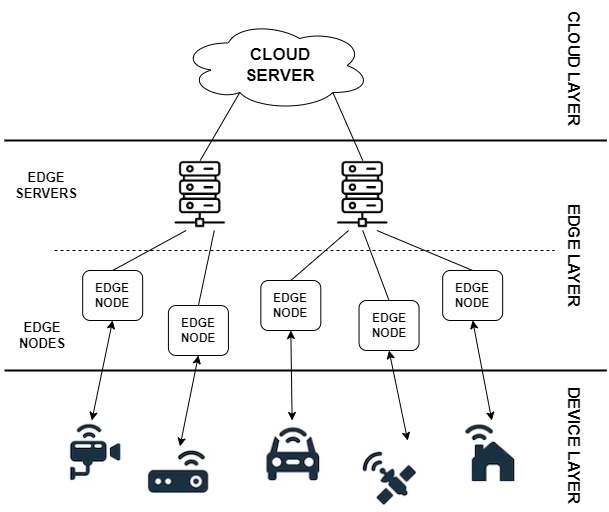 CLOUD
SERVER
CLOUD LAYER
EDGE
SERVERS
EDGE LAYER
EDGE
NODE
EDGE
NODE
EDGE
NODE
EDGE
NODE
EDGE
NODE
EDGE
NODES
DEVICE LAYER